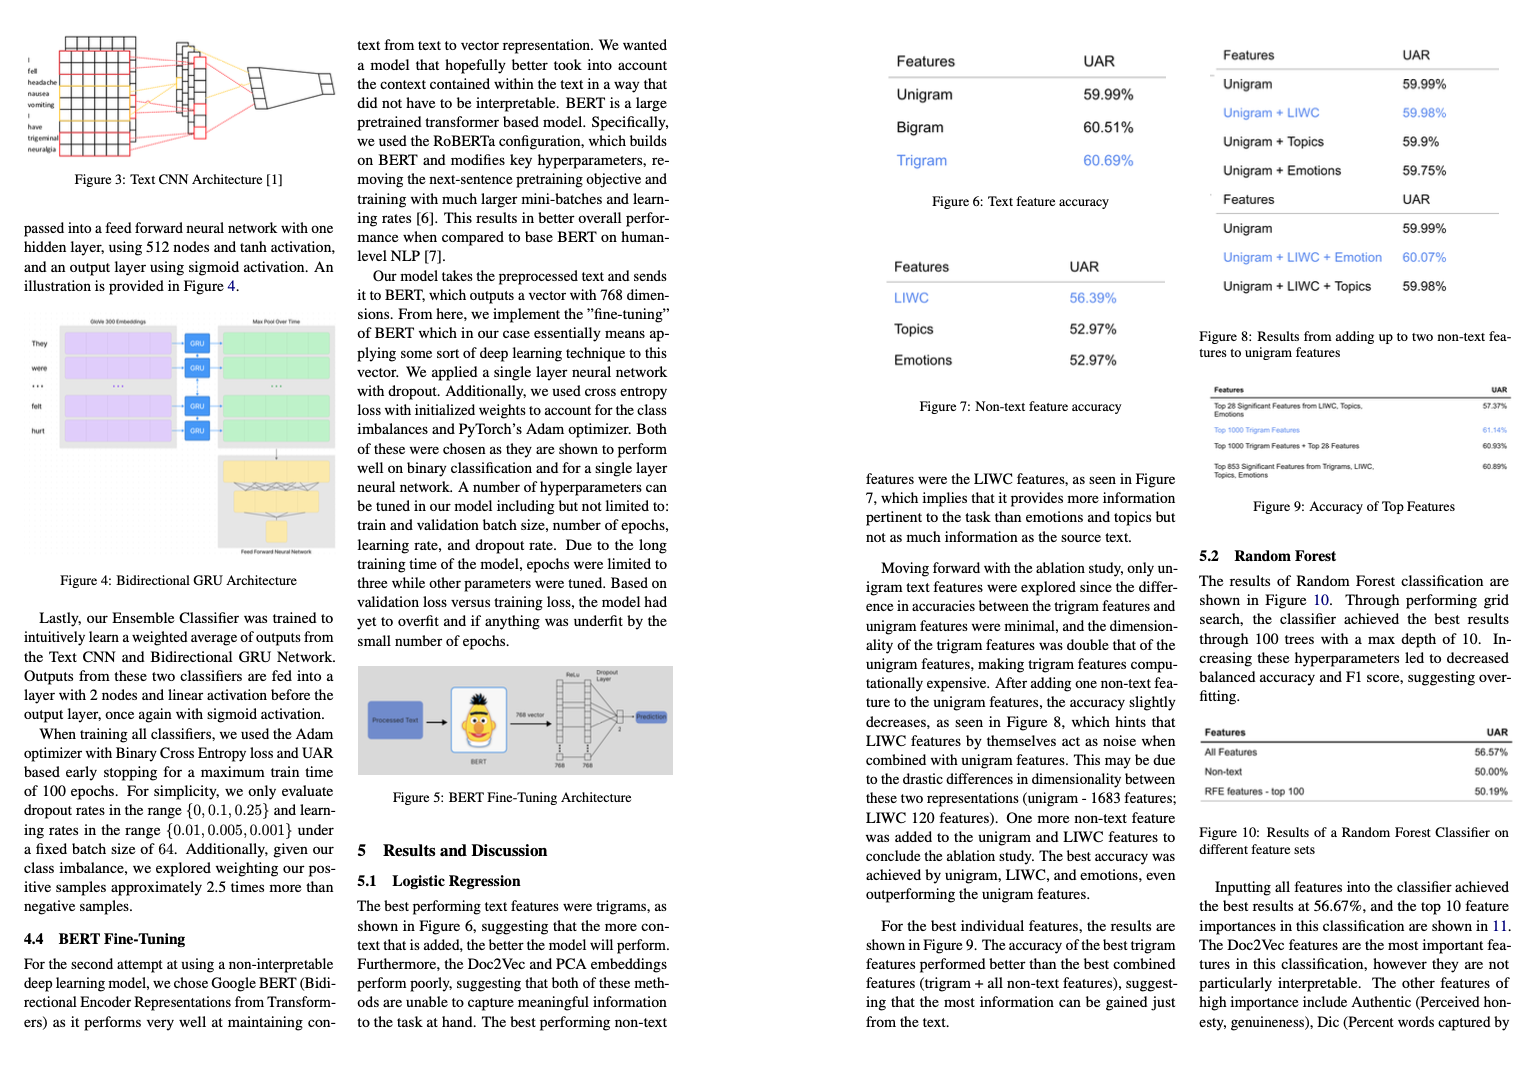 I
fell
headache
nausea
vomiting
I
have
trigeminal
neuralgia
Figure 3: Text CNN Architecture [1]
passed into a feed forward neural network with one
hidden layer, using 512 nodes and tanh activation,
and an output layer using sigmoid activation. An
illustration is provided in Figure 4.
GloVe 300 Embeddings
Max Pool Over Time
They
GRU
were
GRU
...
...
...
felt
GRU
hurt
GRU
Feed Forward Neural Network
Figure 4: Bidirectional GRU Architecture
Lastly, our Ensemble Classifier was trained to
intuitively learn a weighted average of outputs from
the Text CNN and Bidirectional GRU Network.
Outputs from these two classifiers are fed into a
layer with 2 nodes and linear activation before the
output layer, once again with sigmoid activation.
When training all classifiers, we used the Adam
optimizer with Binary Cross Entropy loss and UAR
based early stopping for a maximum train time
of 100 epochs. For simplicity, we only evaluate
dropout rates in the range {0, 0.1, 0.25} and learn-
ing rates in the range {0.01, 0.005, 0.001} under
a fixed batch size of 64. Additionally, given our
class imbalance, we explored weighting our pos-
itive samples approximately 2.5 times more than
negative samples.
4.4 BERT Fine-Tuning
For the second attempt at using a non-interpretable
deep learning model, we chose Google BERT (Bidi-
rectional Encoder Representations from Transform-
ers) as it performs very well at maintaining con-
text from text to vector representation. We wanted
a model that hopefully better took into account
the context contained within the text in a way that
did not have to be interpretable. BERT is a large
pretrained transformer based model. Specifically,
we used the RoBERTa configuration, which builds
on BERT and modifies key hyperparameters, re-
moving the next-sentence pretraining objective and
training with much larger mini-batches and learn-
ing rates [6]. This results in better overall perfor-
mance when compared to base BERT on human-
level NLP [7].
Our model takes the preprocessed text and sends
it to BERT, which outputs a vector with 768 dimen-
sions. From here, we implement the ”fine-tuning”
of BERT which in our case essentially means ap-
plying some sort of deep learning technique to this
vector. We applied a single layer neural network
with dropout. Additionally, we used cross entropy
loss with initialized weights to account for the class
imbalances and PyTorch’s Adam optimizer. Both
of these were chosen as they are shown to perform
well on binary classification and for a single layer
neural network. A number of hyperparameters can
be tuned in our model including but not limited to:
train and validation batch size, number of epochs,
learning rate, and dropout rate. Due to the long
training time of the model, epochs were limited to
three while other parameters were tuned. Based on
validation loss versus training loss, the model had
yet to overfit and if anything was underfit by the
small number of epochs.
ReLu
Dropout
Layer
Processed Text
768 vector
Prediction
2
BERT
768
768
Figure 5: BERT Fine-Tuning Architecture
5 Results and Discussion
5.1 Logistic Regression
The best performing text features were trigrams, as
shown in Figure 6, suggesting that the more con-
text that is added, the better the model will perform.
Furthermore, the Doc2Vec and PCA embeddings
perform poorly, suggesting that both of these meth-
ods are unable to capture meaningful information
to the task at hand. The best performing non-text
Features UAR
Unigram 59.99%
Bigram 60.51%
Trigram 60.69%
Figure 6: Text feature accuracy
Features UAR
LIWC 56.39%
Topics 52.97%
Emotions 52.97%
Figure 7: Non-text feature accuracy
features were the LIWC features, as seen in Figure
7, which implies that it provides more information
pertinent to the task than emotions and topics but
not as much information as the source text.
Moving forward with the ablation study, only un-
igram text features were explored since the differ-
ence in accuracies between the trigram features and
unigram features were minimal, and the dimension-
ality of the trigram features was double that of the
unigram features, making trigram features compu-
tationally expensive. After adding one non-text fea-
ture to the unigram features, the accuracy slightly
decreases, as seen in Figure 8, which hints that
LIWC features by themselves act as noise when
combined with unigram features. This may be due
to the drastic differences in dimensionality between
these two representations (unigram - 1683 features;
LIWC 120 features). One more non-text feature
was added to the unigram and LIWC features to
conclude the ablation study. The best accuracy was
achieved by unigram, LIWC, and emotions, even
outperforming the unigram features.
For the best individual features, the results are
shown in Figure 9. The accuracy of the best trigram
features performed better than the best combined
features (trigram + all non-text features), suggest-
ing that the most information can be gained just
from the text.
Features UAR
Unigram 59.99%
Unigram + LIWC 59.98%
Unigram + Topics 59.9%
Unigram + Emotions 59.75%
Features UAR
Unigram 59.99%
Unigram + LIWC + Emotion 60.07%
Unigram + LIWC + Topics 59.98%
Figure 8: Results from adding up to two non-text fea-
tures to unigram features
Features UAR
Top 28 Significant Features from LIWC, Topics, 57.37%
Emotions
Top 1000 Trigram Features 61.14%
Top 1000 Trigram Features + Top 28 Features 60.93%
Top 853 Significant Features from Trigrams, LIWC, 60.89%
Topics, Emotions
Figure 9: Accuracy of Top Features
5.2 Random Forest
The results of Random Forest classification are
shown in Figure 10. Through performing grid
search, the classifier achieved the best results
through 100 trees with a max depth of 10. In-
creasing these hyperparameters led to decreased
balanced accuracy and F1 score, suggesting over-
fitting.
Features UAR
All Features 56.57%
Non-text 50.00%
RFE features - top 100 50.19%
Figure 10: Results of a Random Forest Classifier on
different feature sets
Inputting all features into the classifier achieved
the best results at 56.67%, and the top 10 feature
importances in this classification are shown in 11.
The Doc2Vec features are the most important fea-
tures in this classification, however they are not
particularly interpretable. The other features of
high importance include Authentic (Perceived hon-
esty, genuineness), Dic (Percent words captured by